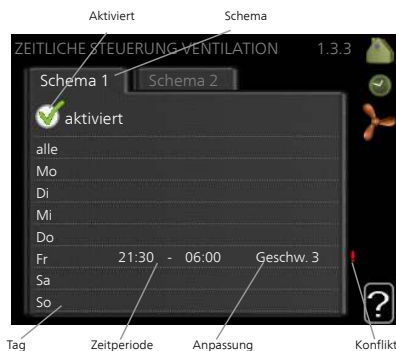 Aktiviert Schema
ZEITLICHE STEUERUNG VENTILATION 1.3.3
Schema 1 Schema 2
aktiviert
alle
Mo
Di
Mi
Do
Fr 21:30 - 06:00 Geschw. 3 !
Sa
So ?
Tag Zeitperiode Anpassung Konflikt